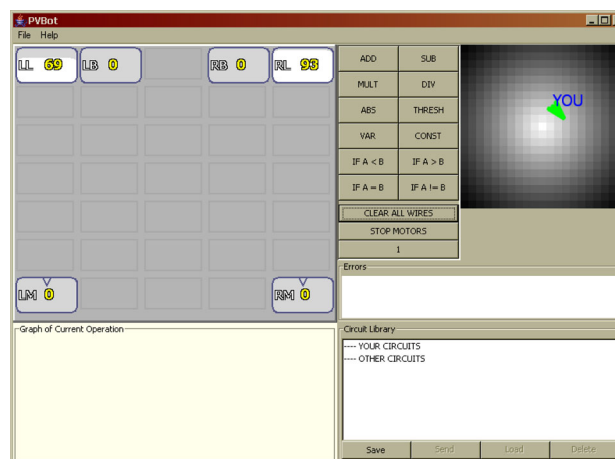 PVBot
File Help
LL 69 LB 0 RB 0 RL 93
ADD SUB
MULT DIV
ABS THRESH
VAR CONST
IF A < B IF A > B
IF A = B IF A != B
CLEAR ALL WIRES
STOP MOTORS
1
YOU
LM 0 RM 0
Errors
Graph of Current Operation
Circuit Library
---- YOUR CIRCUITS
---- OTHER CIRCUITS
Save Send Load Delete